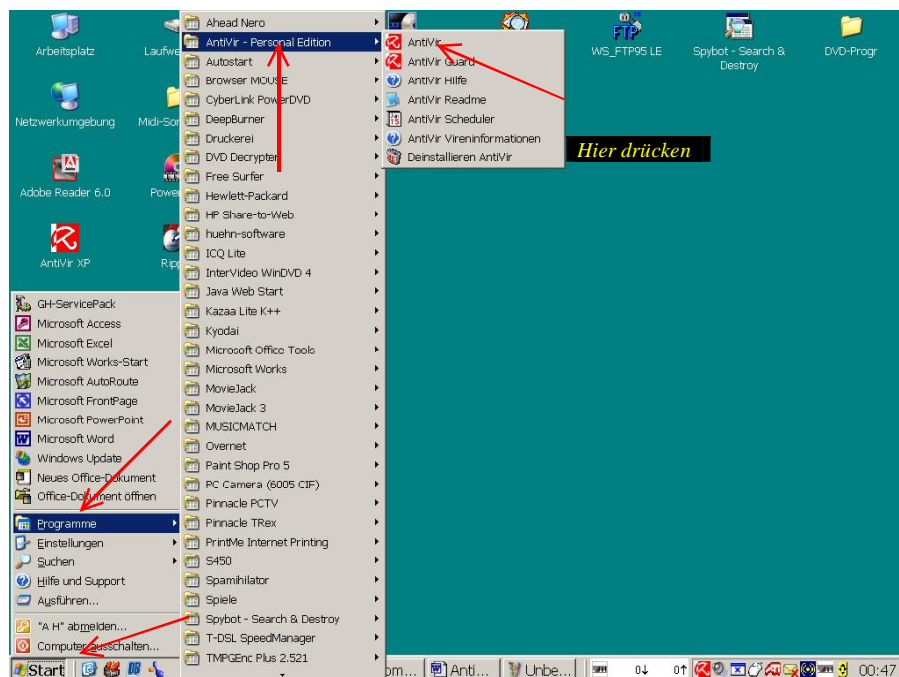 Arbeitsplatz
Laufwe
WS_FTP95 LE
Spybot - Search &
Destroy
DVD-Progr
Netzwerkumgebung
Midi-Sor
Adobe Reader 6.0
Power
AntiVir XP
Rip
GH-ServicePack
Microsoft Access
Microsoft Excel
Microsoft Works-Start
Microsoft AutoRoute
Microsoft FrontPage
Microsoft PowerPoint
Microsoft Word
Windows Update
Neues Office-Dokument
Office-Dokument öffnen
Programme
Einstellungen
Suchen
Hilfe und Support
Ausführen...
"A H" abmelden...
Computer ausschalten...
Ahead Nero
AntiVir - Personal Edition
Autostart
Browser MOUSE
CyberLink PowerDVD
DeepBurner
Druckerei
DVD Decrypter
Free Surfer
Hewlett-Packard
HP Share-to-Web
huehn-software
ICQ Lite
InterVideo WinDVD 4
Java Web Start
Kazaa Lite K++
Kyodai
Microsoft Office Tools
Microsoft Works
MovieJack
MovieJack 3
MUSICMATCH
Overnet
Paint Shop Pro 5
PC Camera (6005 CIF)
Pinnacle PCTV
Pinnacle TRex
PrintMe Internet Printing
S450
Spamihilator
Spiele
Spybot - Search & Destroy
T-DSL SpeedManager
TMPGEnc Plus 2.521
AntiVir
AntiVir Guard
AntiVir Hilfe
AntiVir Readme
AntiVir Scheduler
AntiVir Vireninformationen
Deinstallieren AntiVir
Hier drücken
Start
om...
Anti...
Unbe...
0↓
0↑
00:47